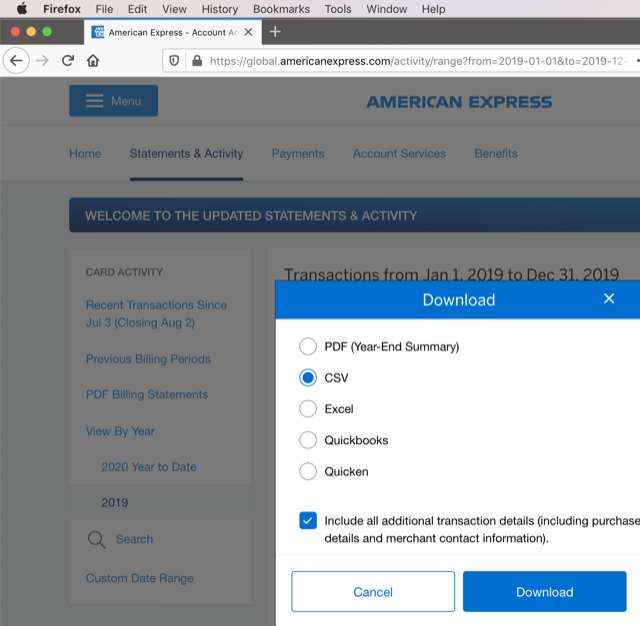 Firefox File Edit View History Bookmarks Tools Window Help
American Express - Account Ac
https://global.americanexpress.com/activity/range?from=2019-01-01&to=2019-12-
Menu
AMERICAN EXPRESS
Home Statements & Activity Payments Account Services Benefits
WELCOME TO THE UPDATED STATEMENTS & ACTIVITY
CARD ACTIVITY
Recent Transactions Since
Jul 3 (Closing Aug 2)
Previous Billing Periods
PDF Billing Statements
View By Year
2020 Year to Date
2019
Search
Custom Date Range
Transactions from Jan 1, 2019 to Dec 31, 2019
Download
PDF (Year-End Summary)
CSV
Excel
Quickbooks
Quicken
Include all additional transaction details (including purchase
details and merchant contact information).
Cancel Download